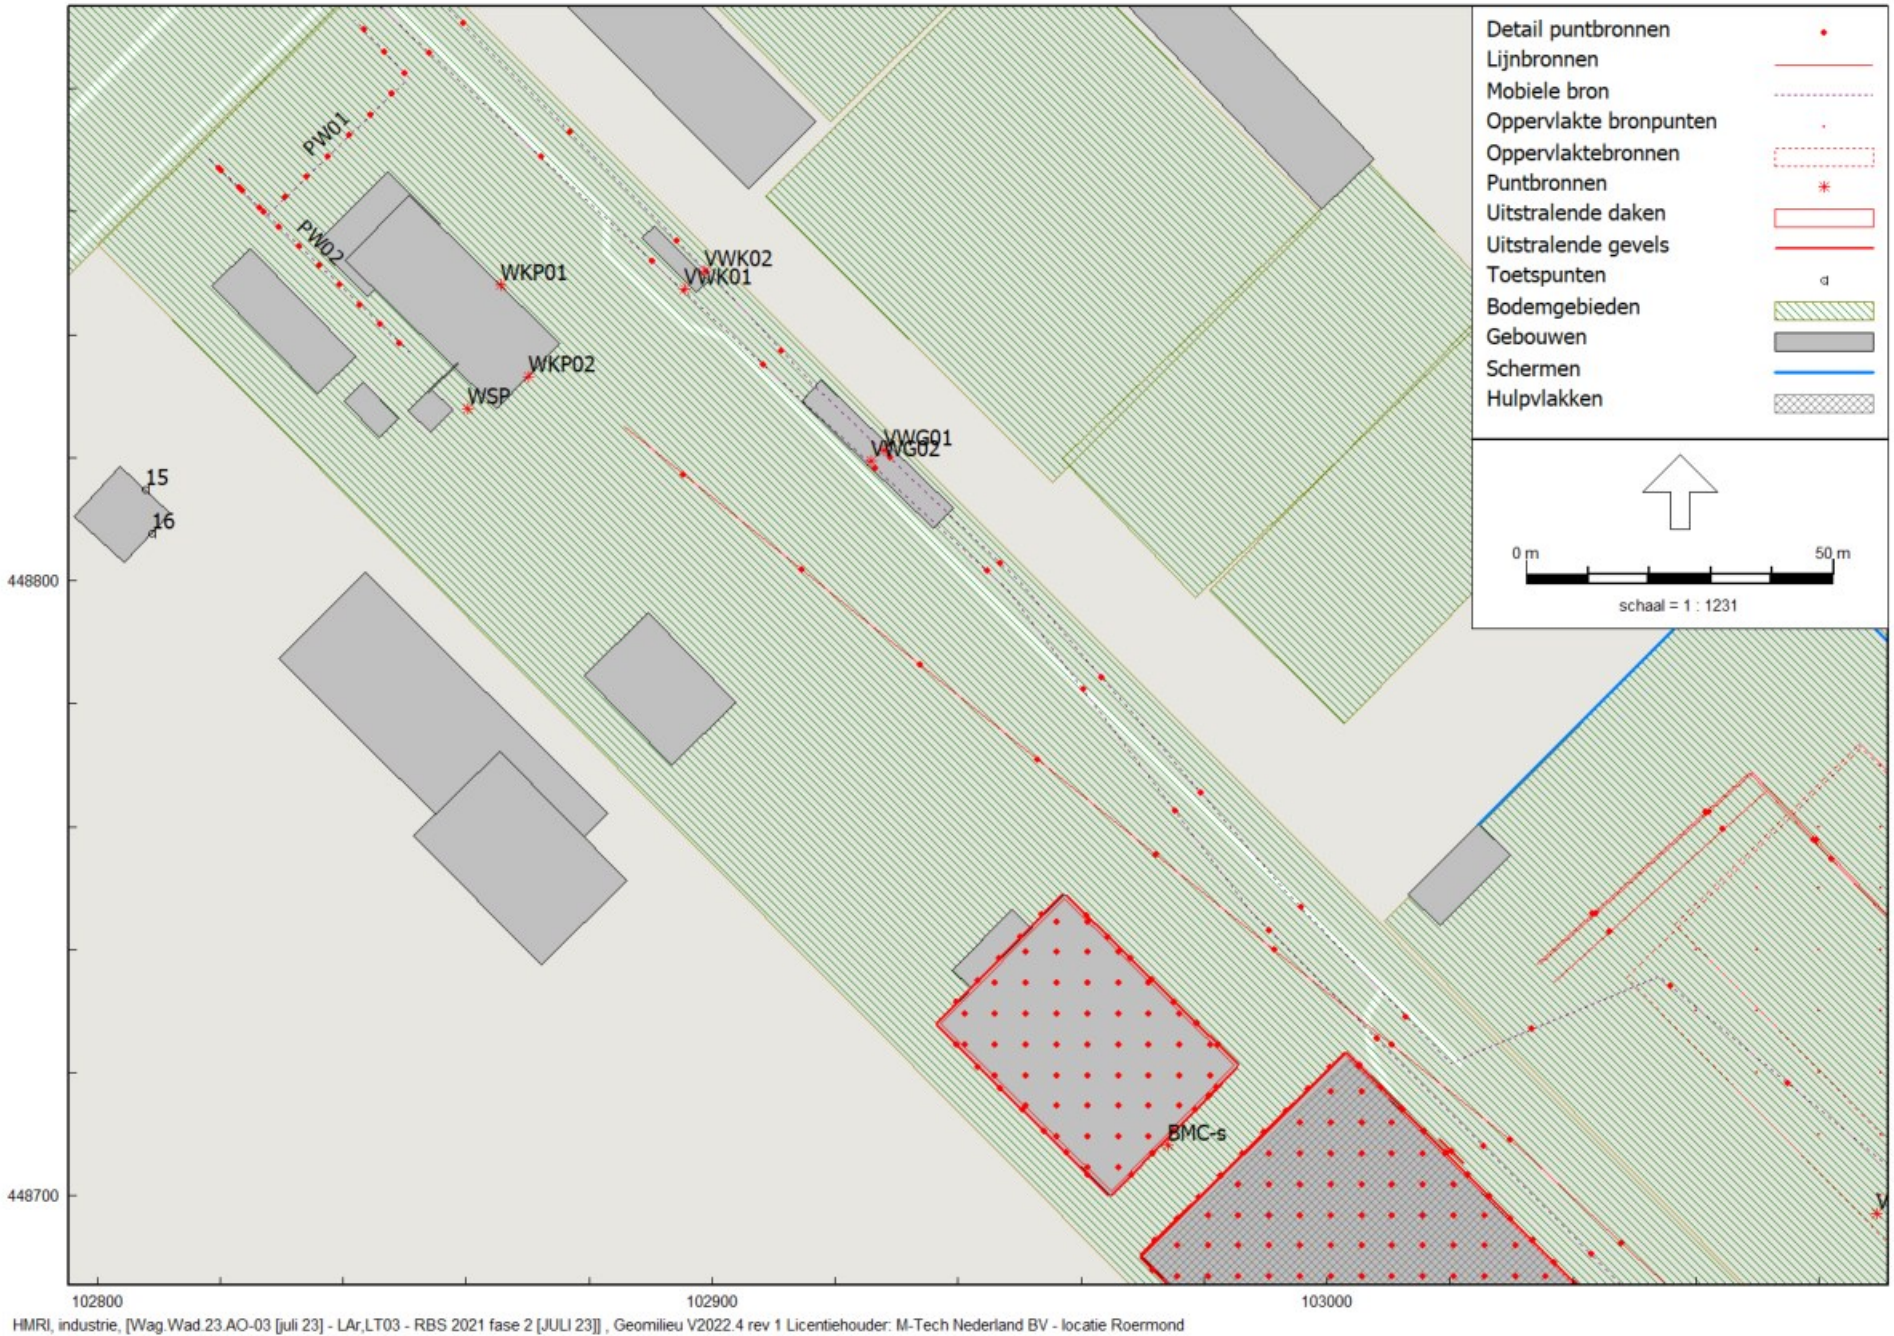 Detail puntbronnen
Lijnbronnen
Mobiele bron
Oppervlakte bronpunten
Oppervlaktebronnen
Puntbronnen
Uitstralende daken
Uitstralende gevels
Toetspunten
Bodemgebieden
Gebouwen
Schermen
Hulpvlakken
0 m 50 m
schaal = 1 : 1231
PW01
PW02
WKP01
VWK02
VWK01
WKP02
WSP
VWG01
VWG02
15
16
448800
BMC-s
448700
V
102800 102900 103000
HMRI, industrie, [Wag.Wad.23.AO-03 [juli 23] - LAr,LT03 - RBS 2021 fase 2 [JULI 23]] , Geomilieu V2022.4 rev 1 Licentiehouder: M-Tech Nederland BV - locatie Roermond